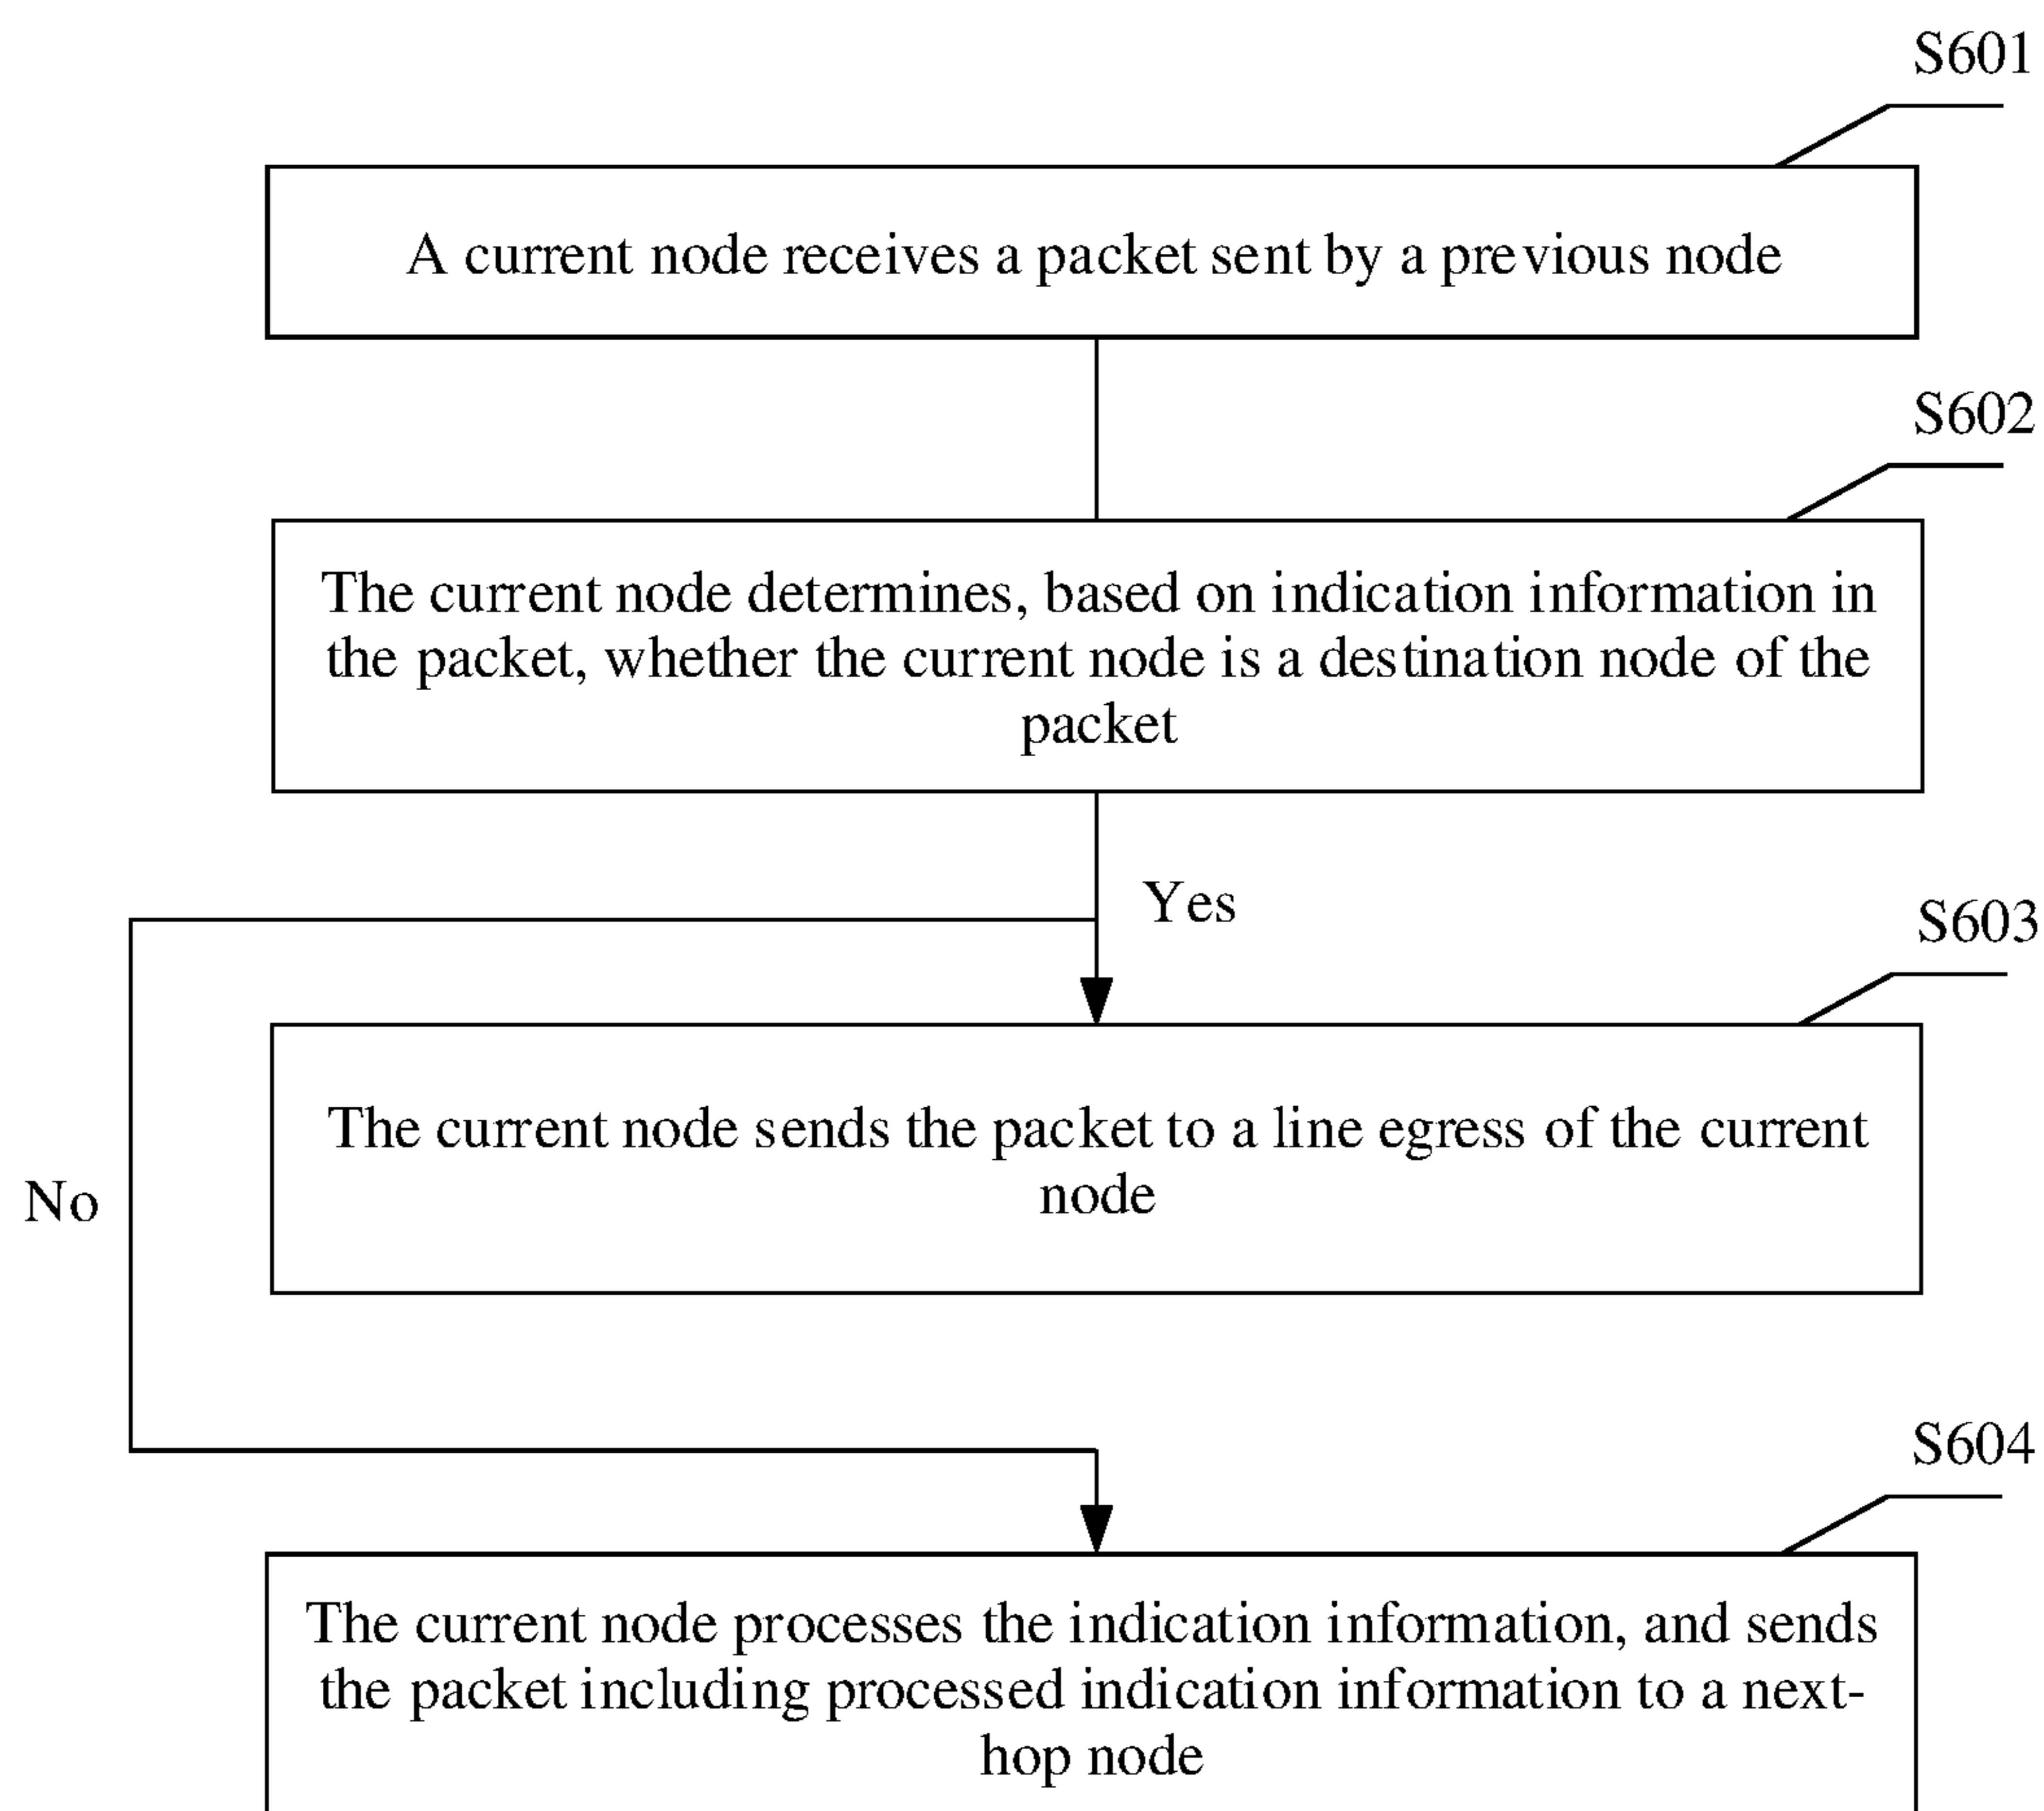 S601
A current node receives a packet sent by a previous node
S602
The current node determines, based on indication information in
the packet, whether the current node is a destination node of the
packet
Yes
S603
The current node sends the packet to a line egress of the current
node
No
S604
The current node processes the indication information, and sends
the packet including processed indication information to a next-
hop node